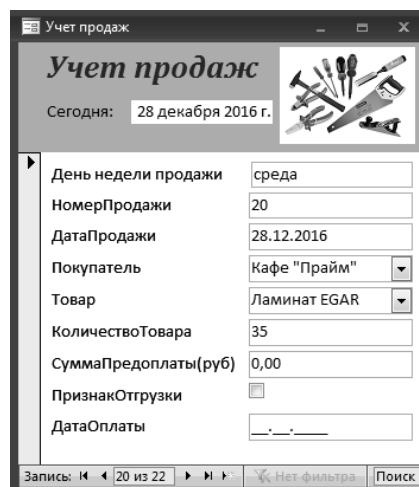 Учет продаж
Учет продаж
Сегодня: 28 декабря 2016 г.
День недели продажи среда
НомерПродажи 20
ДатаПродажи 28.12.2016
Покупатель Кафе "Прайм"
Товар Ламинат EGAR
КоличествоТовара 35
СуммаПредоплаты(руб) 0,00
ПризнакОтгрузки
ДатаОплаты __.__.____
Запись: 20 из 22 Нет фильтра Поиск